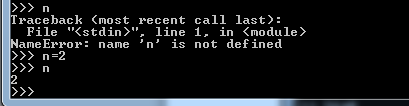 >>> n
Traceback (most recent call last):
  File "<stdin>", line 1, in <module>
NameError: name 'n' is not defined
>>> n=2
>>> n
2
>>>